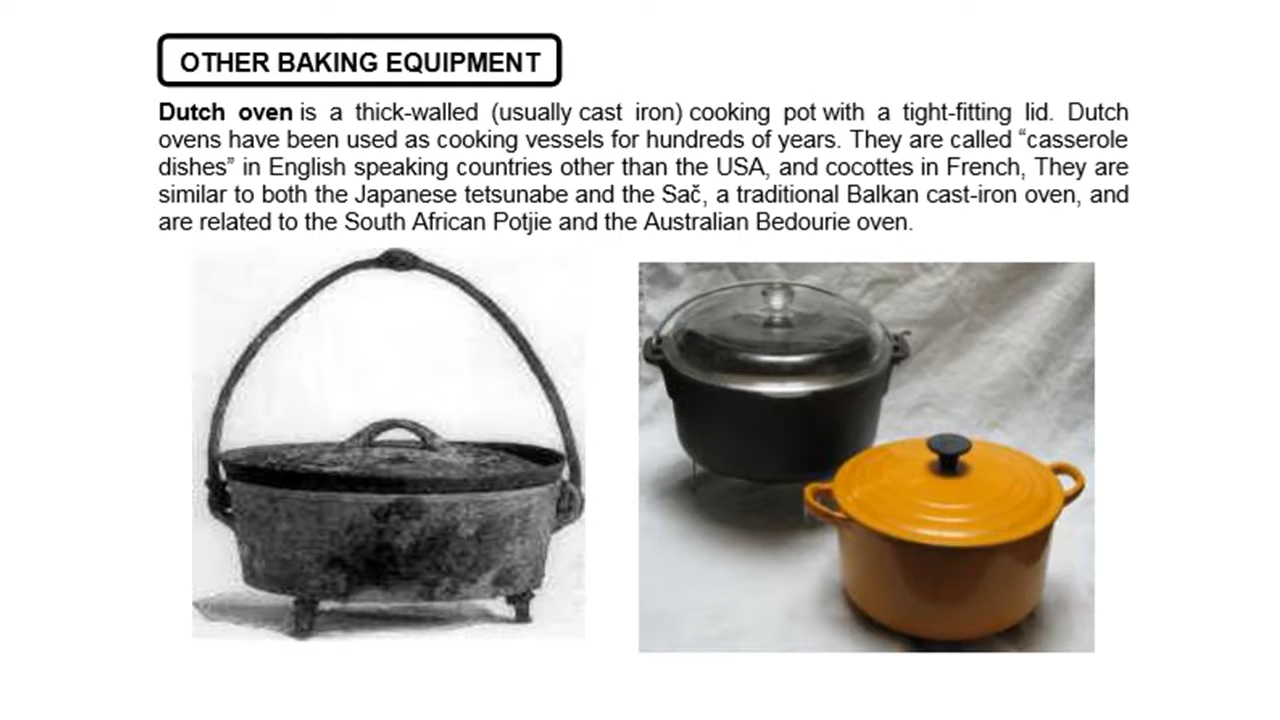 OTHER BAKING EQUIPMENT
Dutch oven is a thick-walled (usually cast iron) cooking pot with a tight-fitting lid. Dutch
ovens have been used as cooking vessels for hundreds of years. They are called “casserole
dishes” in English speaking countries other than the USA, and cocottes in French, They are
similar to both the Japanese tetsunabe and the Sač, a traditional Balkan cast-iron oven, and
are related to the South African Potjie and the Australian Bedourie oven.